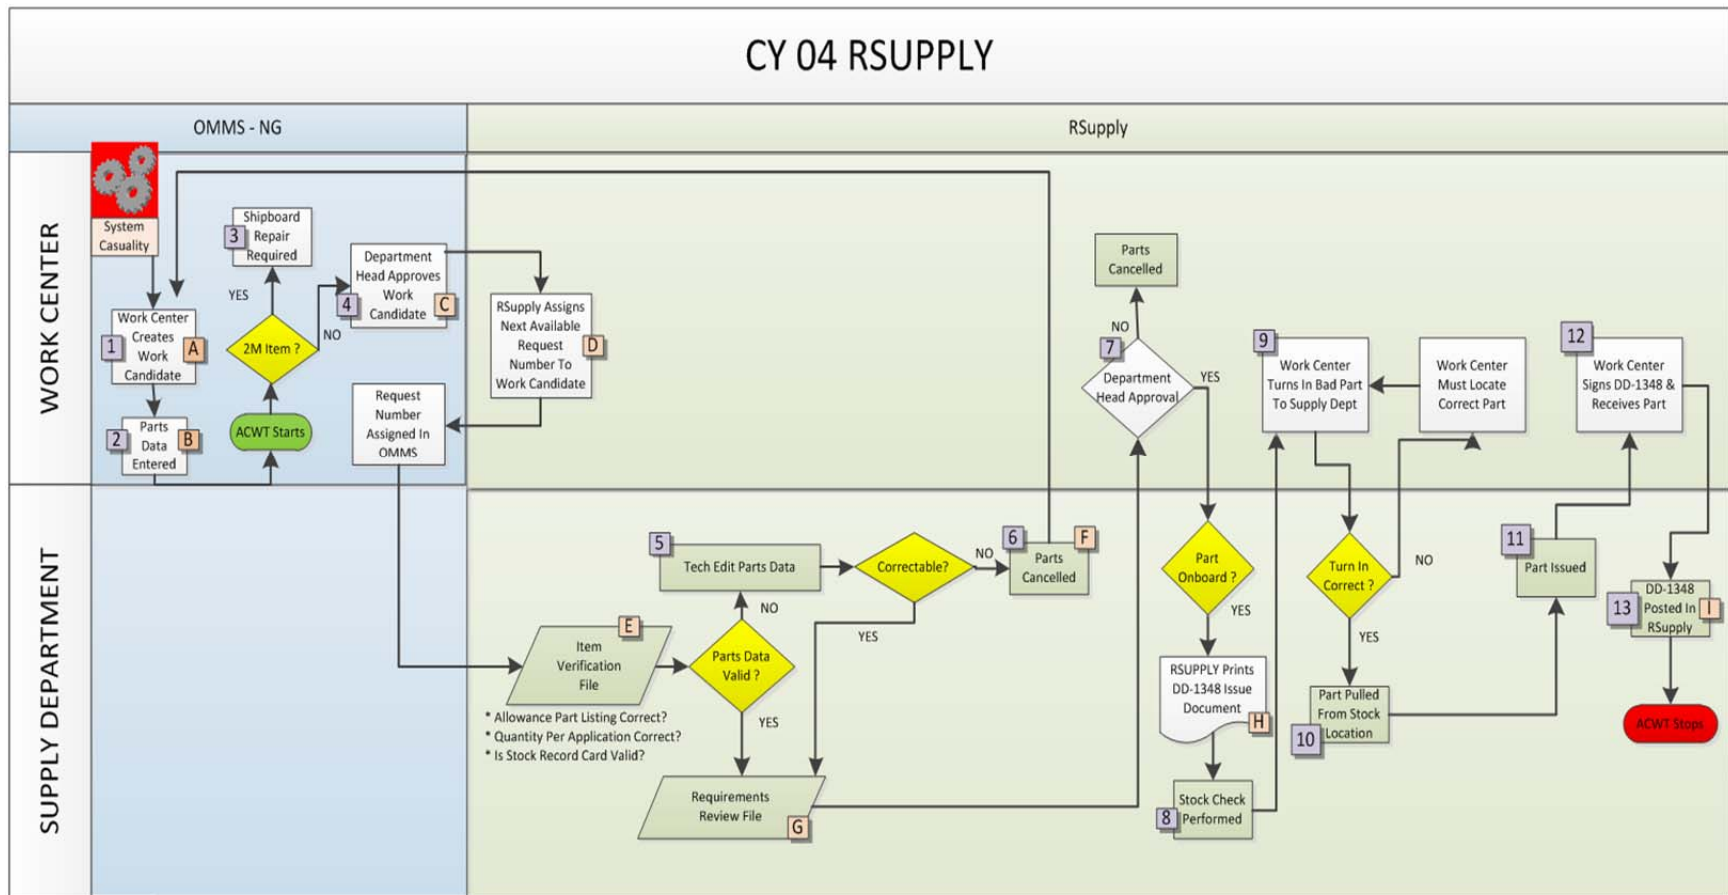 CY 04 RSUPPLY
OMMS - NG
RSupply
WORK CENTER
System
Casuality
1
Work Center
Creates
Work
Candidate
A
2
Parts
Data
Entered
B
3
Shipboard
Repair
Required
YES
2M Item ?
NO
ACWT Starts
4
Department
Head Approves
Work
Candidate
C
RSupply Assigns
Next Available
Request
Number To
Work Candidate
D
Request
Number
Assigned In
OMMS
Parts
Cancelled
NO
7
Department
Head Approval
YES
9
Work Center
Turns In Bad Part
To Supply Dept
Work Center
Must Locate
Correct Part
12
Work Center
Signs DD-1348 &
Receives Part
SUPPLY DEPARTMENT
5
Tech Edit Parts Data
Correctable?
NO
6
Parts
Cancelled
F
YES
NO
E
Item
Verification
File
Parts Data
Valid ?
YES
* Allowance Part Listing Correct?
* Quantity Per Application Correct?
* Is Stock Record Card Valid?
Requirements
Review File
G
Part
Onboard ?
YES
RSUPPLY Prints
DD-1348 Issue
Document
H
8
Stock Check
Performed
Turn In
Correct ?
NO
YES
Part Pulled
From Stock
Location
10
11
Part Issued
13
DD-1348
Posted In
RSupply
I
ACWT Stops